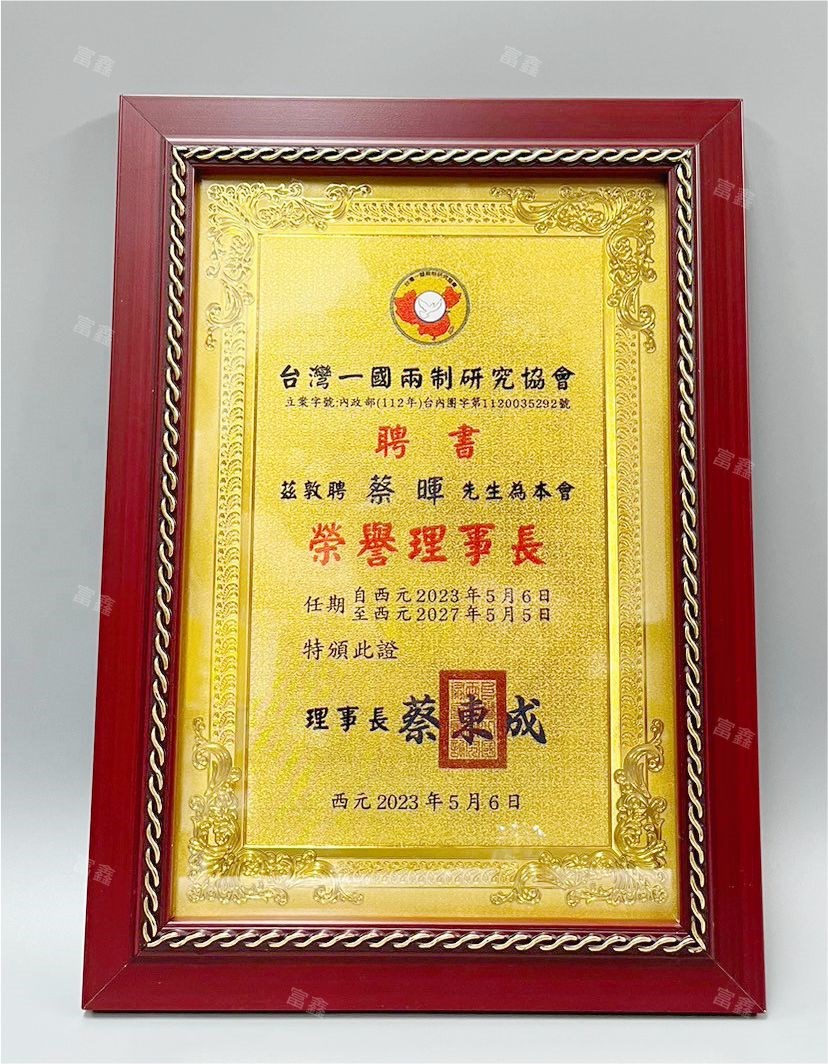 台灣一國兩制研究協會
立案字號:內政部(112年)台內團字第1120035292號
聘書
茲敦聘 蔡暉 先生為本會
榮譽理事長
任期 自西元2023年5月6日
至西元2027年5月5日
特頒此證
理事長 蔡東成
西元2023年5月6日
富鑫
富鑫
富鑫
富鑫
富鑫
富鑫
富鑫
富鑫
富鑫
富鑫